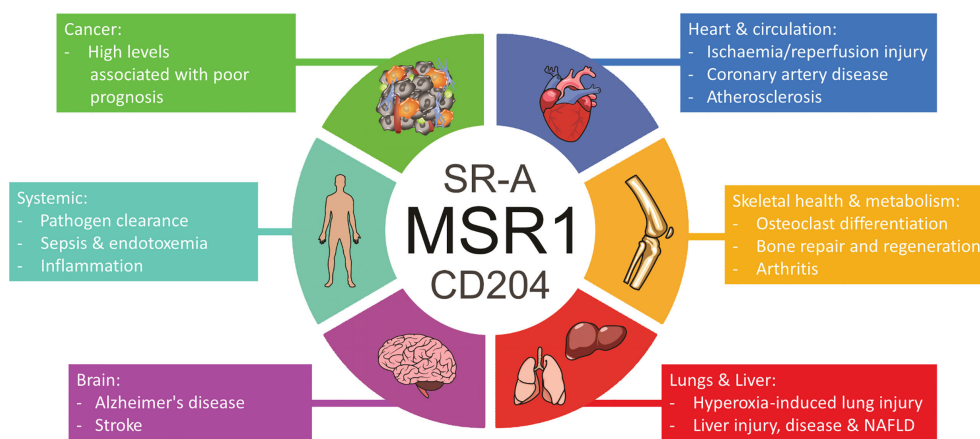 Cancer:
- High levels
associated with poor
prognosis
Heart & circulation:
- Ischaemia/reperfusion injury
- Coronary artery disease
- Atherosclerosis
Systemic:
- Pathogen clearance
- Sepsis & endotoxemia
- Inflammation
SR-A
MSR1
CD204
Skeletal health & metabolism:
- Osteoclast differentiation
- Bone repair and regeneration
- Arthritis
Brain:
- Alzheimer's disease
- Stroke
Lungs & Liver:
- Hyperoxia-induced lung injury
- Liver injury, disease & NAFLD